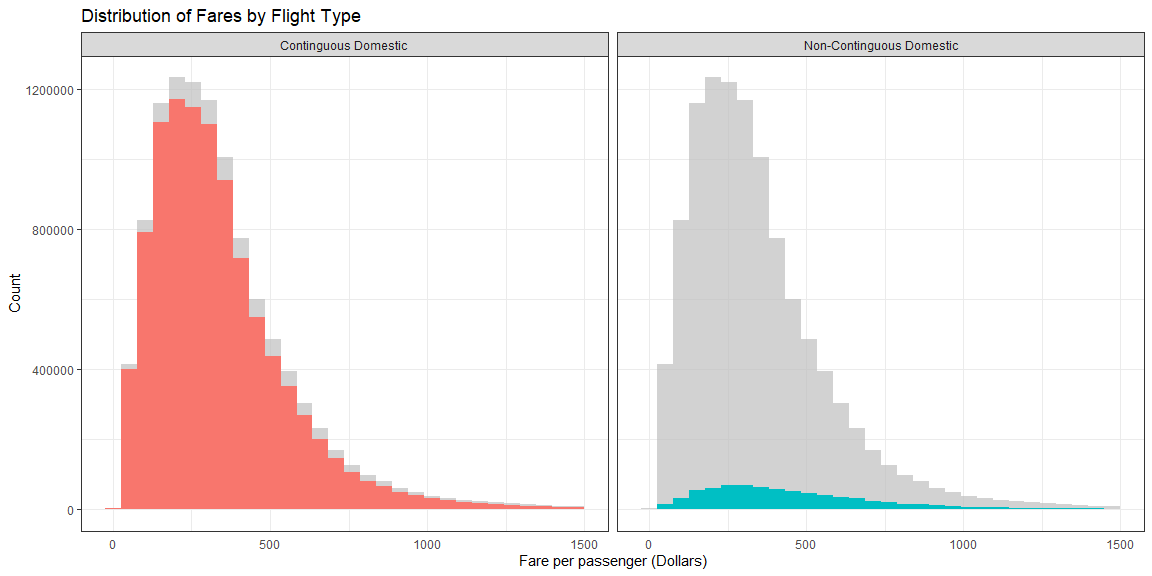 Distribution of Fares by Flight Type
Continguous Domestic
Non-Continguous Domestic
1200000
800000
400000
0
Count
0 500 1000 1500
0 500 1000 1500
Fare per passenger (Dollars)